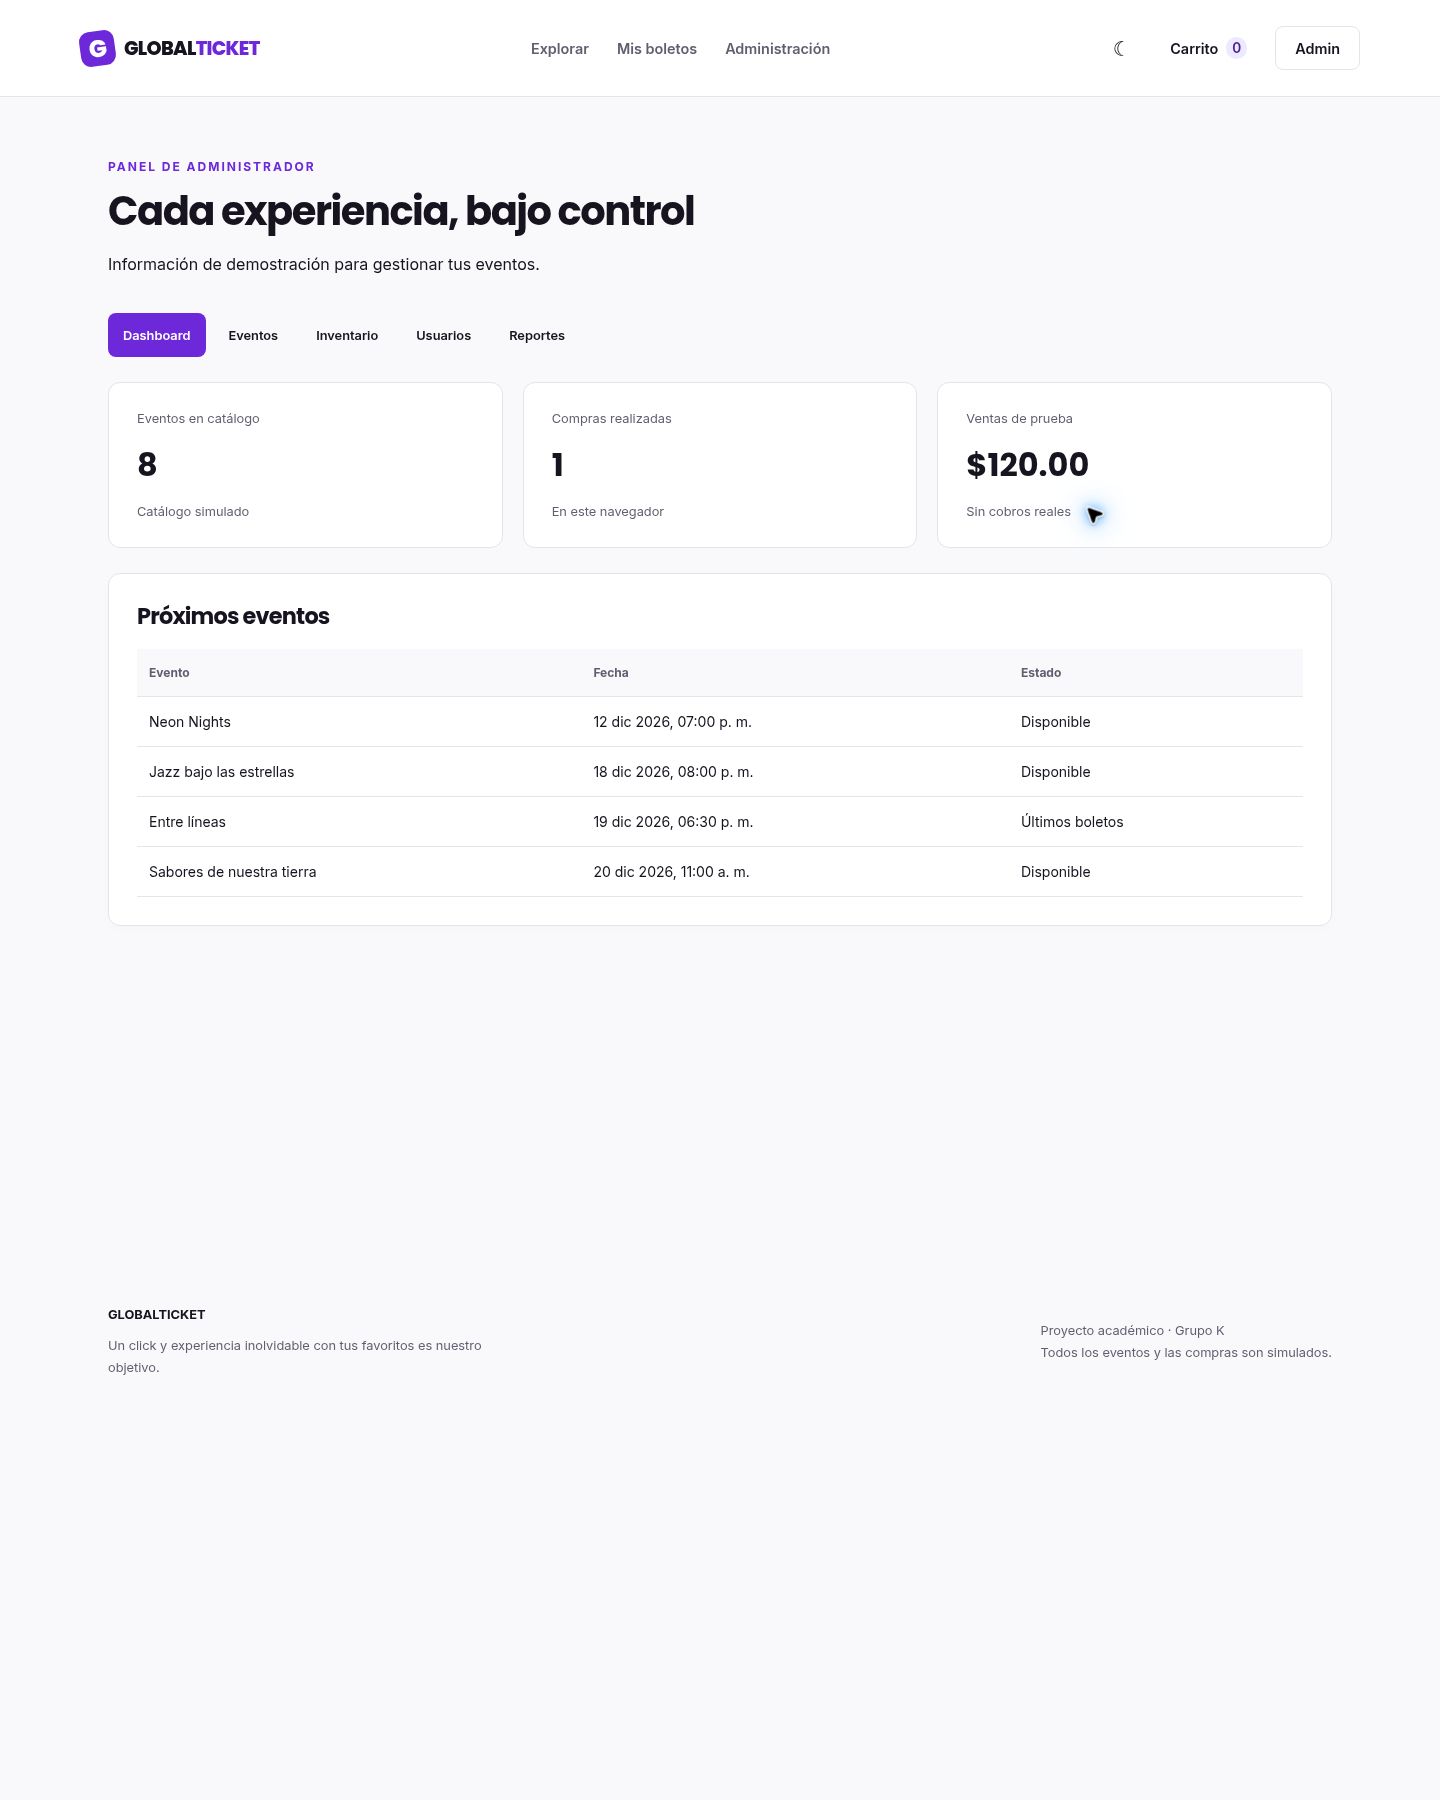 G GLOBALTICKET
Explorar Mis boletos Administración
Carrito 0 Admin
PANEL DE ADMINISTRADOR
Cada experiencia, bajo control
Información de demostración para gestionar tus eventos.
Dashboard Eventos Inventario Usuarios Reportes
Eventos en catálogo
8
Catálogo simulado
Compras realizadas
1
En este navegador
Ventas de prueba
$120.00
Sin cobros reales
Próximos eventos
Evento Fecha Estado
Neon Nights 12 dic 2026, 07:00 p. m. Disponible
Jazz bajo las estrellas 18 dic 2026, 08:00 p. m. Disponible
Entre líneas 19 dic 2026, 06:30 p. m. Últimos boletos
Sabores de nuestra tierra 20 dic 2026, 11:00 a. m. Disponible
GLOBALTICKET
Un click y experiencia inolvidable con tus favoritos es nuestro
objetivo.
Proyecto académico · Grupo K
Todos los eventos y las compras son simulados.